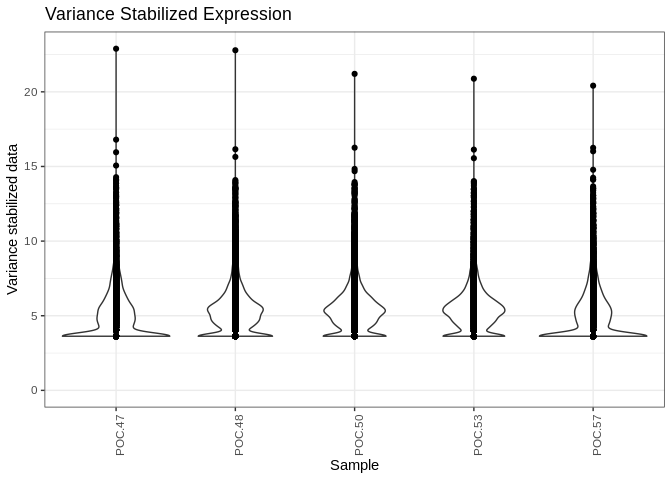 Variance Stabilized Expression
Variance stabilized data
20
15
10
5
0
POC.47
POC.48
POC.50
POC.53
POC.57
Sample